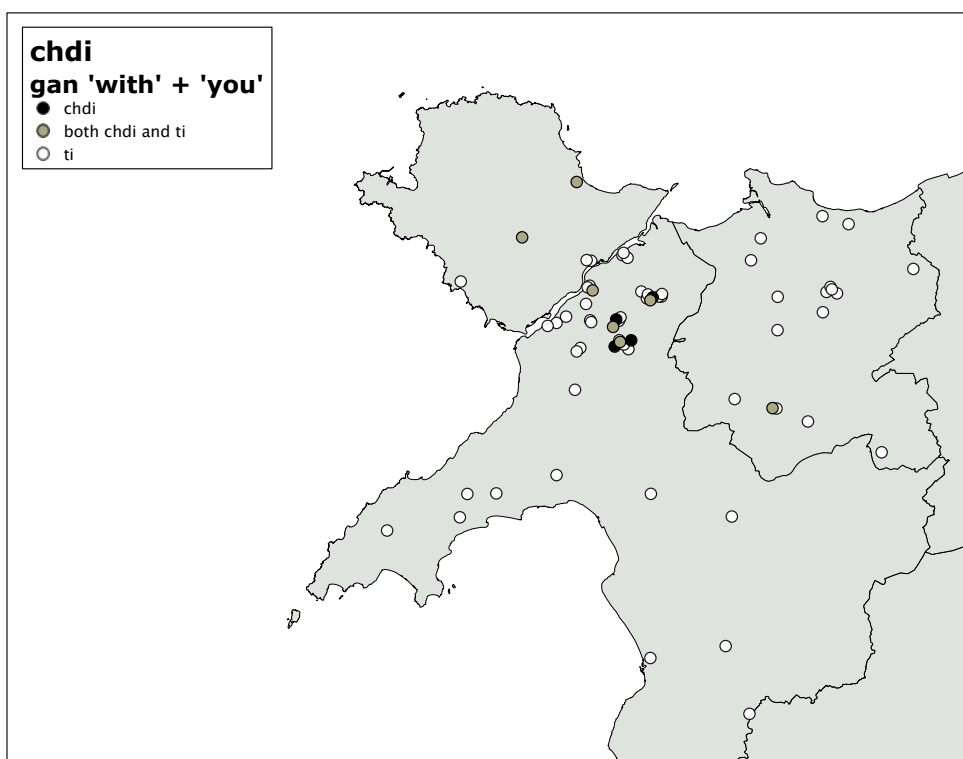 chdi
gan 'with' + 'you'
chdi
both chdi and ti
ti